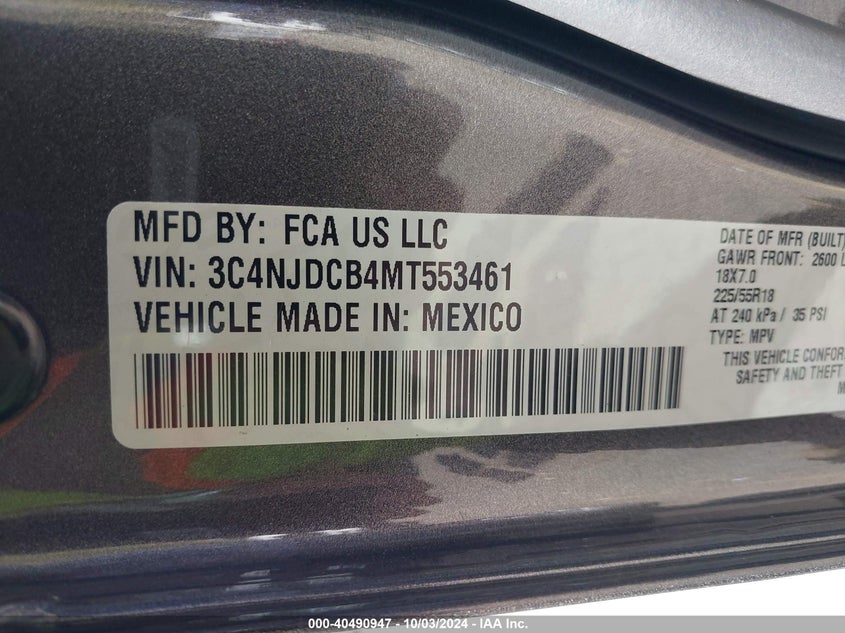 MFD BY: FCA US LLC
VIN: 3C4NJDCB4MT553461
VEHICLE MADE IN: MEXICO
DATE OF MFR (BUILT)
GAWR FRONT: 2600 L
18X7.0
225/55R18
AT 240 kPa / 35 PSI
TYPE: MPV
THIS VEHICLE CONFOR
SAFETY AND THEFT
M
000-40490947 - 10/03/2024 - IAA Inc.